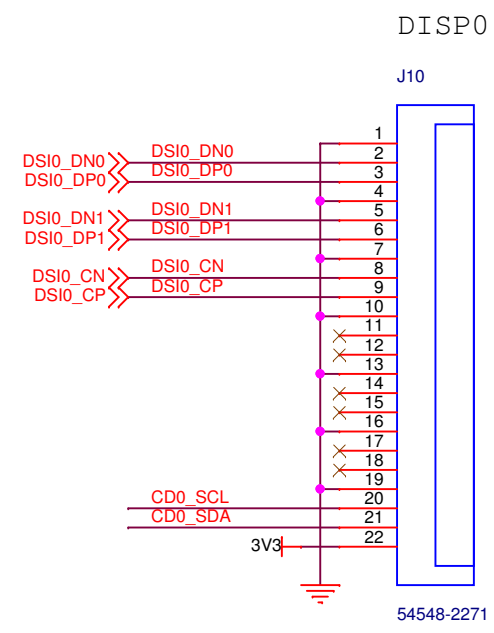 DISP0
J10
1
DSI0_DN0 DSI0_DN0 2
DSI0_DP0 DSI0_DP0 3
4
DSI0_DN1 DSI0_DN1 5
DSI0_DP1 DSI0_DP1 6
7
DSI0_CN DSI0_CN 8
DSI0_CP DSI0_CP 9
10
11
12
13
14
15
16
17
18
19
CD0_SCL 20
CD0_SDA 21
3V3 22
54548-2271